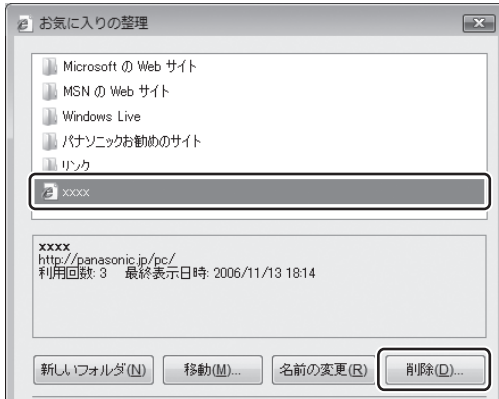 お気に入りの整理
Microsoft の Web サイト
MSN の Web サイト
Windows Live
パナソニックお勧めのサイト
リンク
xxxx
xxxx
http://panasonic.jp/pc/
利用回数: 3 最終表示日時: 2006/11/13 18:14
新しいフォルダ(N) 移動(M)... 名前の変更(R) 削除(D)...